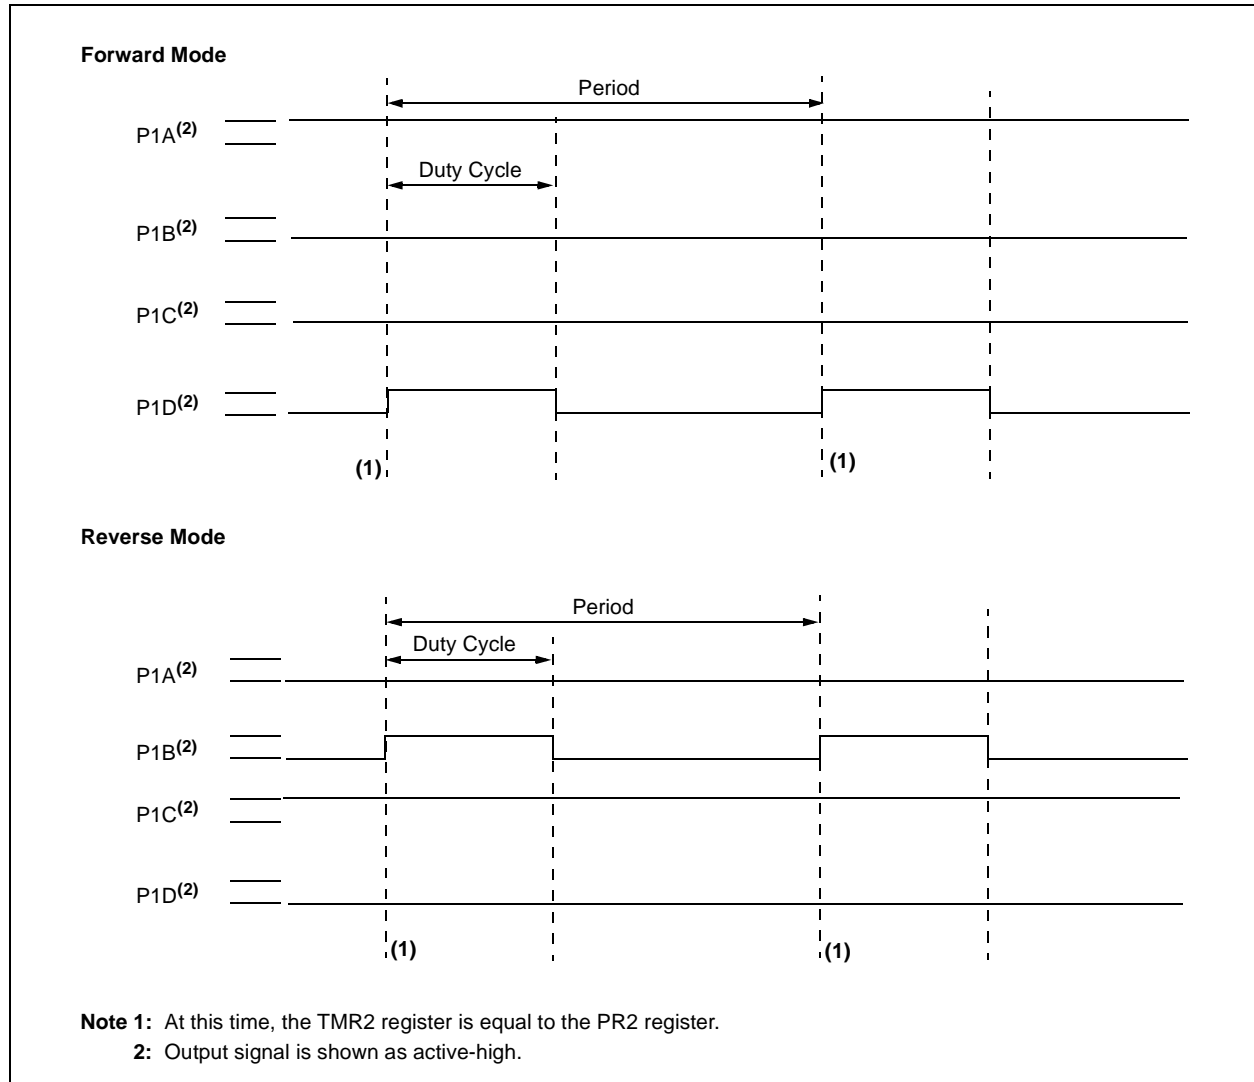 Forward Mode
Period
P1A(2)
Duty Cycle
P1B(2)
P1C(2)
P1D(2)
(1)
(1)
Reverse Mode
Period
Duty Cycle
P1A(2)
P1B(2)
P1C(2)
P1D(2)
(1)
(1)
Note 1: At this time, the TMR2 register is equal to the PR2 register.
2: Output signal is shown as active-high.